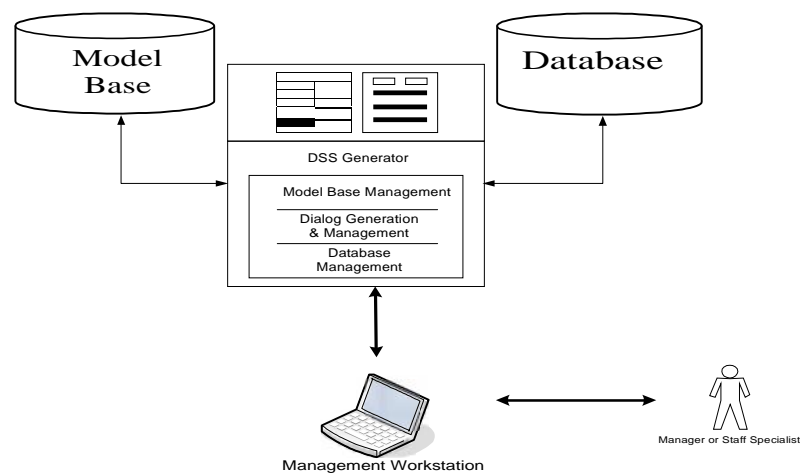 Model
Base
Database
DSS Generator
Model Base Management
Dialog Generation
& Management
Database
Management
Management Workstation
Manager or Staff Specialist